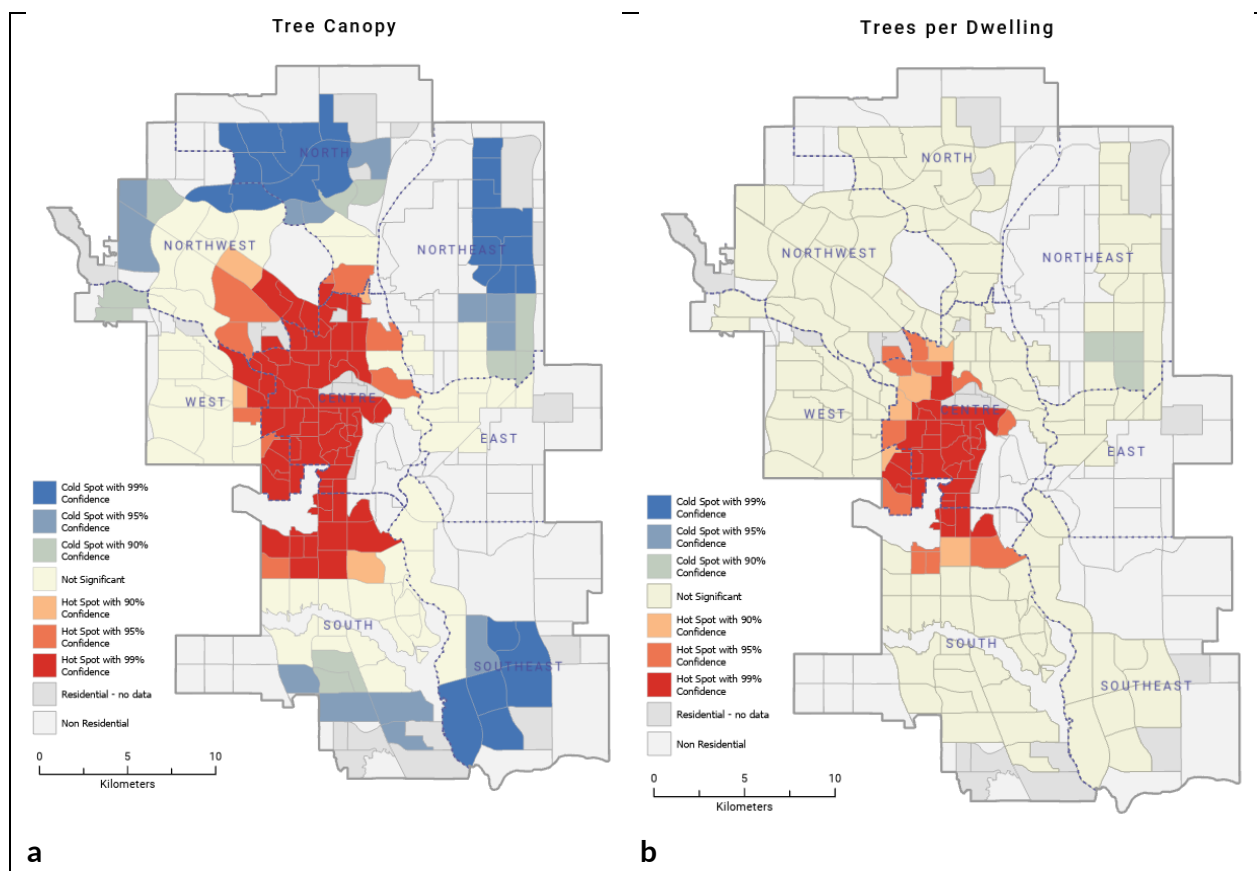 Tree Canopy
NORTH
NORTHWEST
NORTHEAST
WEST
CENTRE
EAST
SOUTH
SOUTHEAST
Cold Spot with 99%
Confidence
Cold Spot with 95%
Confidence
Cold Spot with 90%
Confidence
Not Significant
Hot Spot with 90%
Confidence
Hot Spot with 95%
Confidence
Hot Spot with 99%
Confidence
Residential - no data
Non Residential
0 5 10
Kilometers
a
Trees per Dwelling
NORTH
NORTHWEST
NORTHEAST
WEST
CENTRE
EAST
SOUTH
SOUTHEAST
Cold Spot with 99%
Confidence
Cold Spot with 95%
Confidence
Cold Spot with 90%
Confidence
Not Significant
Hot Spot with 90%
Confidence
Hot Spot with 95%
Confidence
Hot Spot with 99%
Confidence
Residential - no data
Non Residential
0 5 10
Kilometers
b